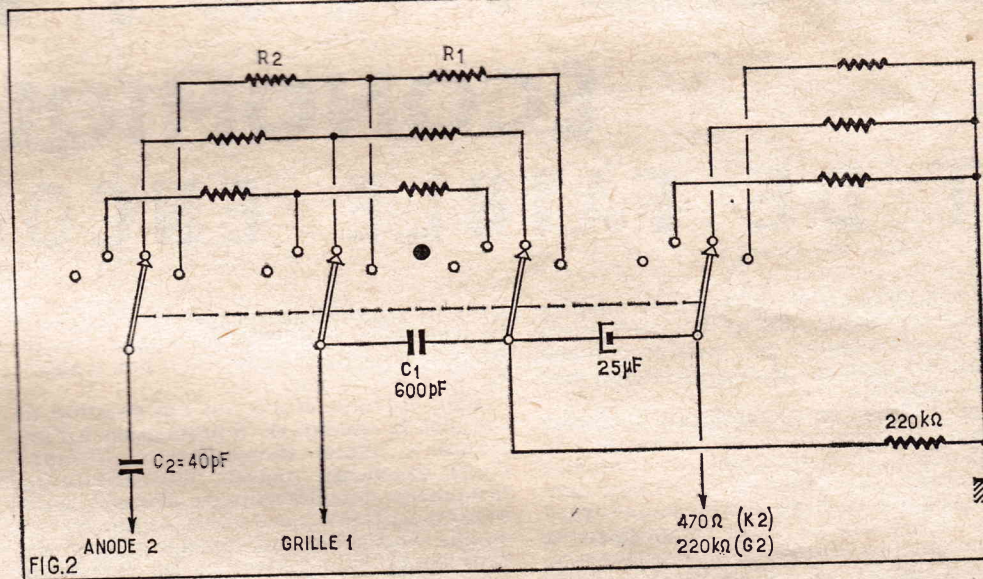 R2
R1
C1
600pF
25µF
220kΩ
C2=40pF
ANODE 2
GRILLE 1
470Ω (K2)
220kΩ(G2)
FIG.2